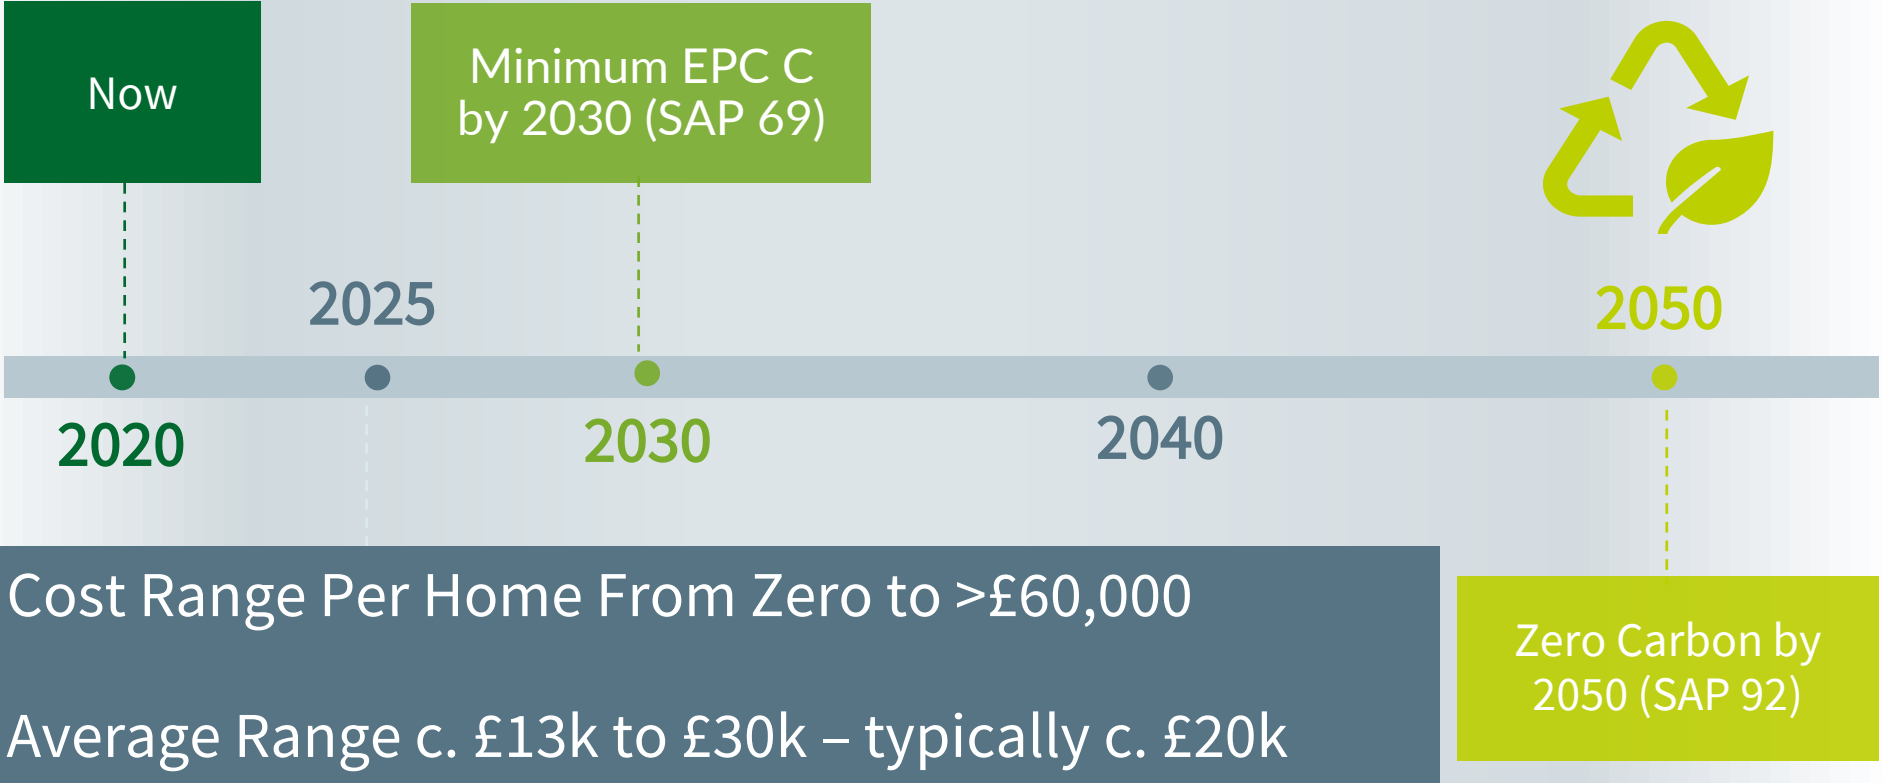 Now
Minimum EPC C
by 2030 (SAP 69)
2025
2050
2020
2030
2040
Cost Range Per Home From Zero to >£60,000
Average Range c. £13k to £30k – typically c. £20k
Zero Carbon by
2050 (SAP 92)